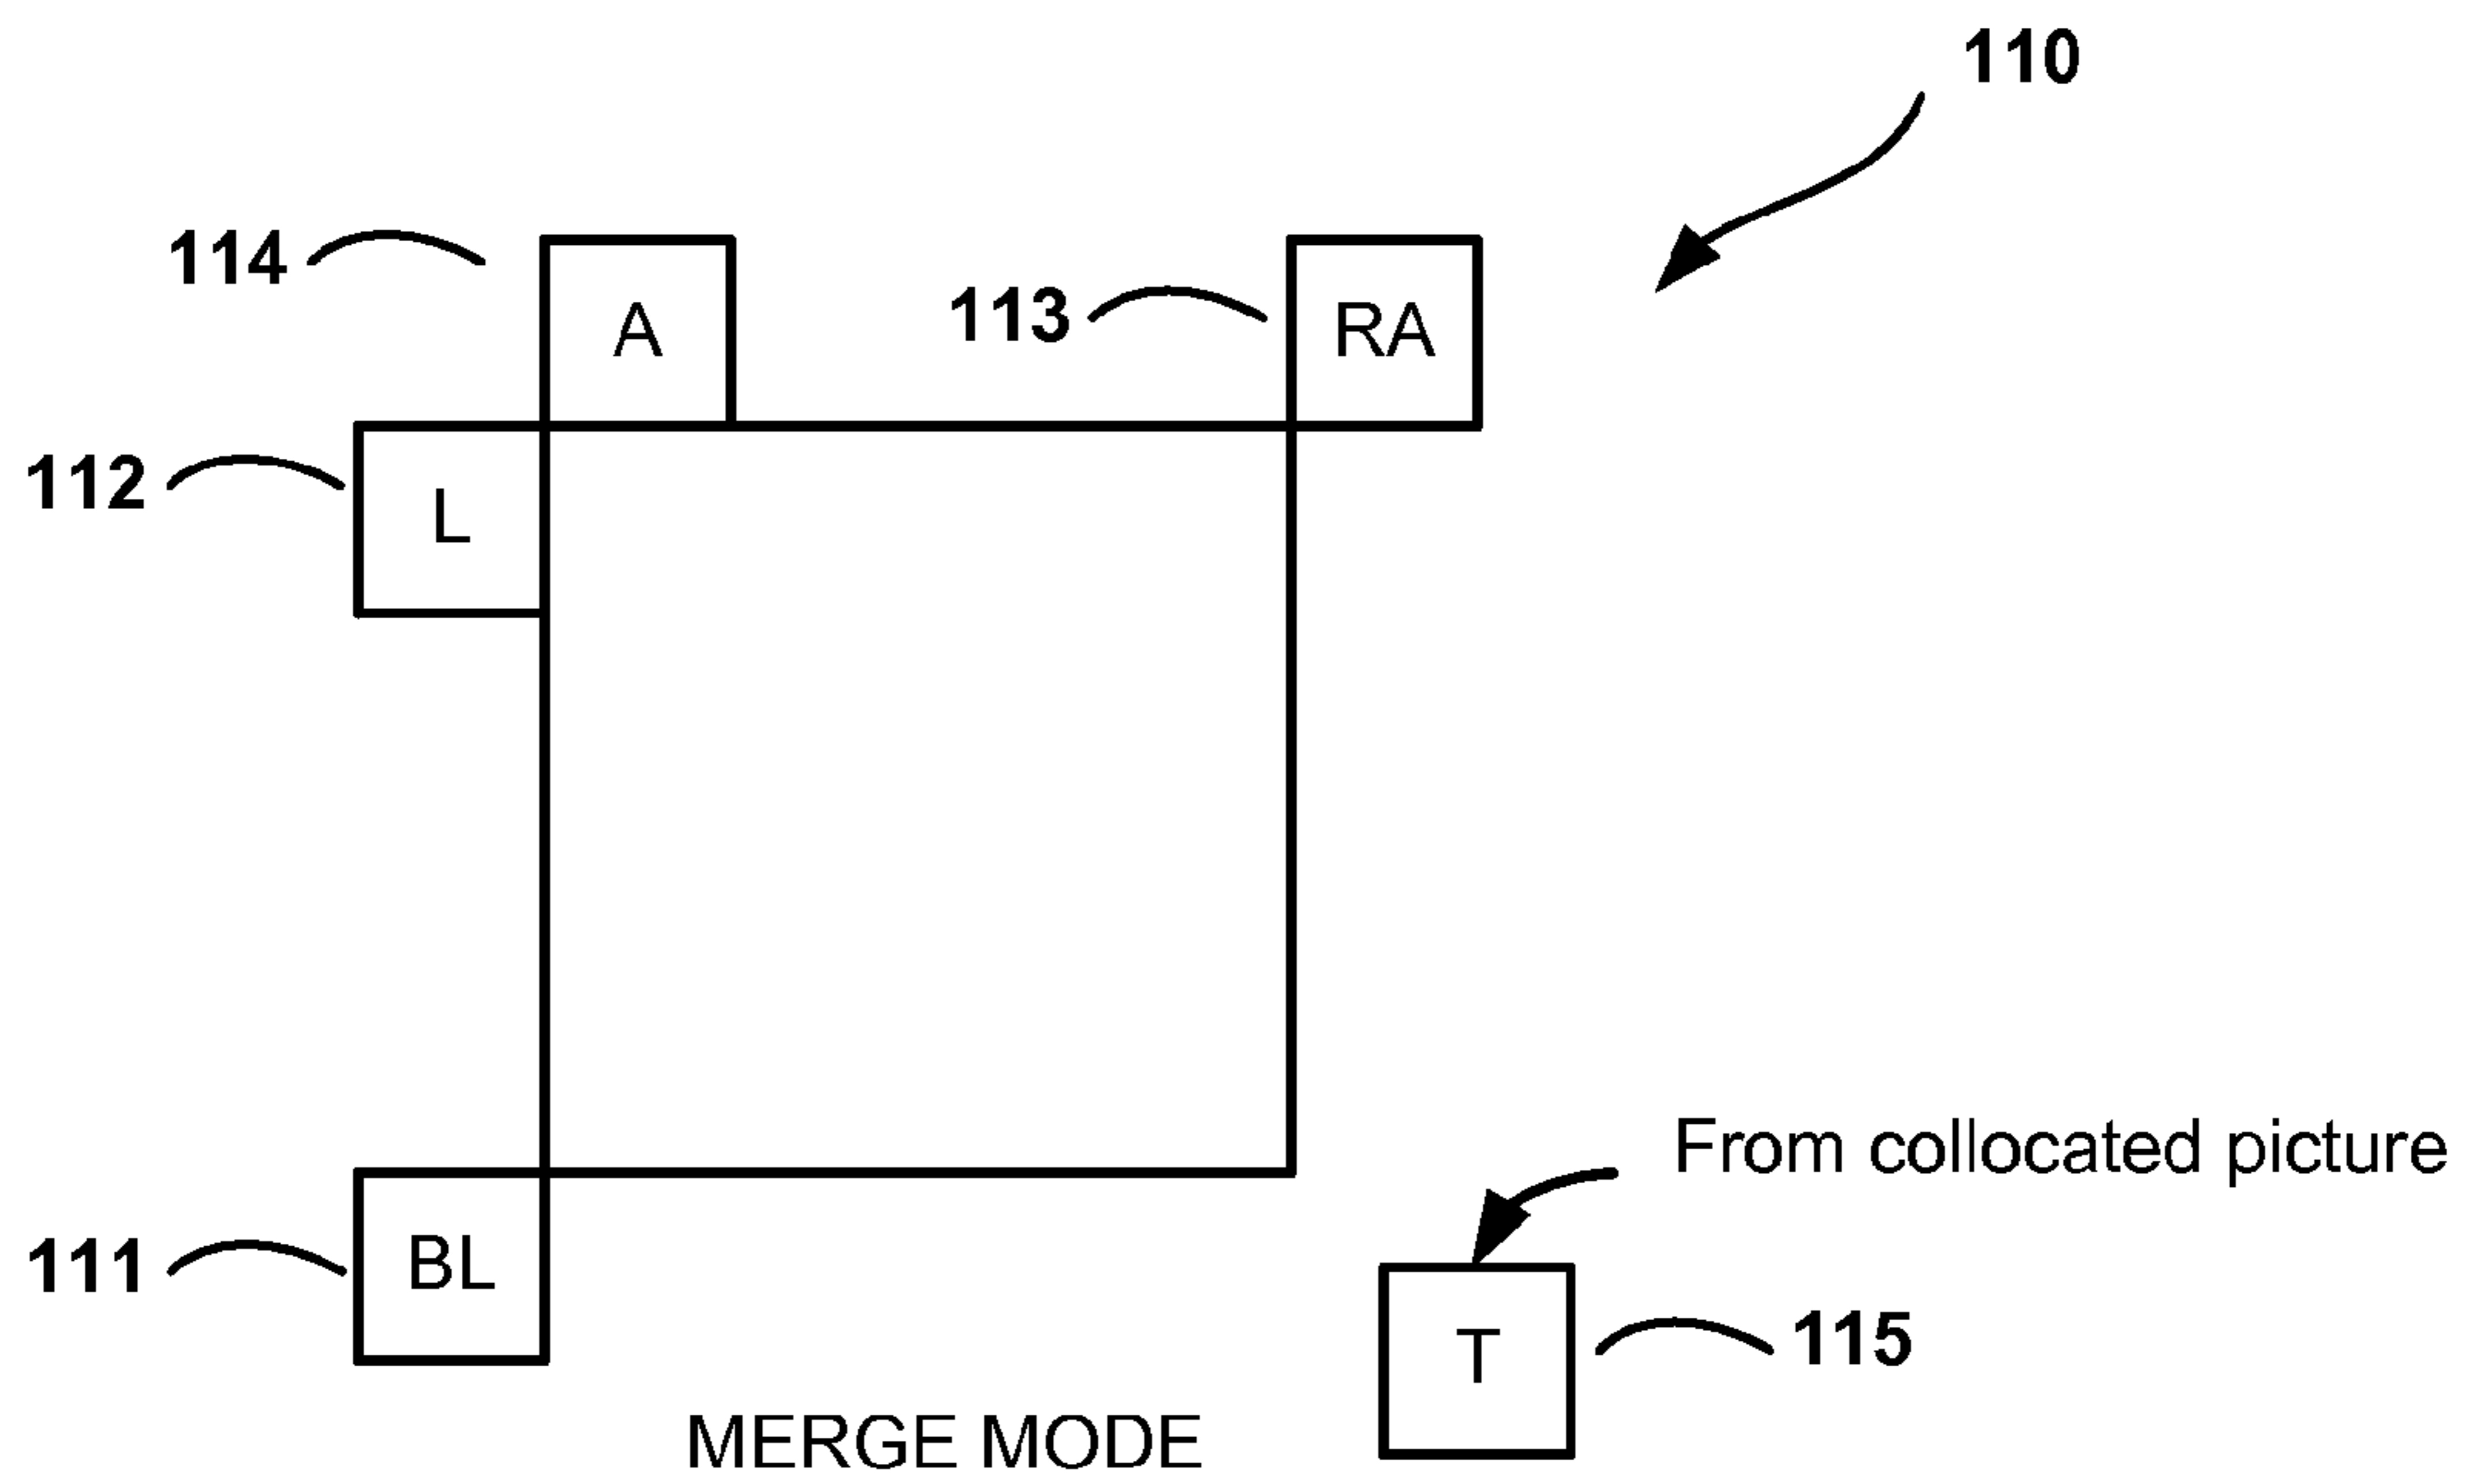 110
114
A
113
RA
112
L
From collocated picture
111
BL
115
T
MERGE MODE